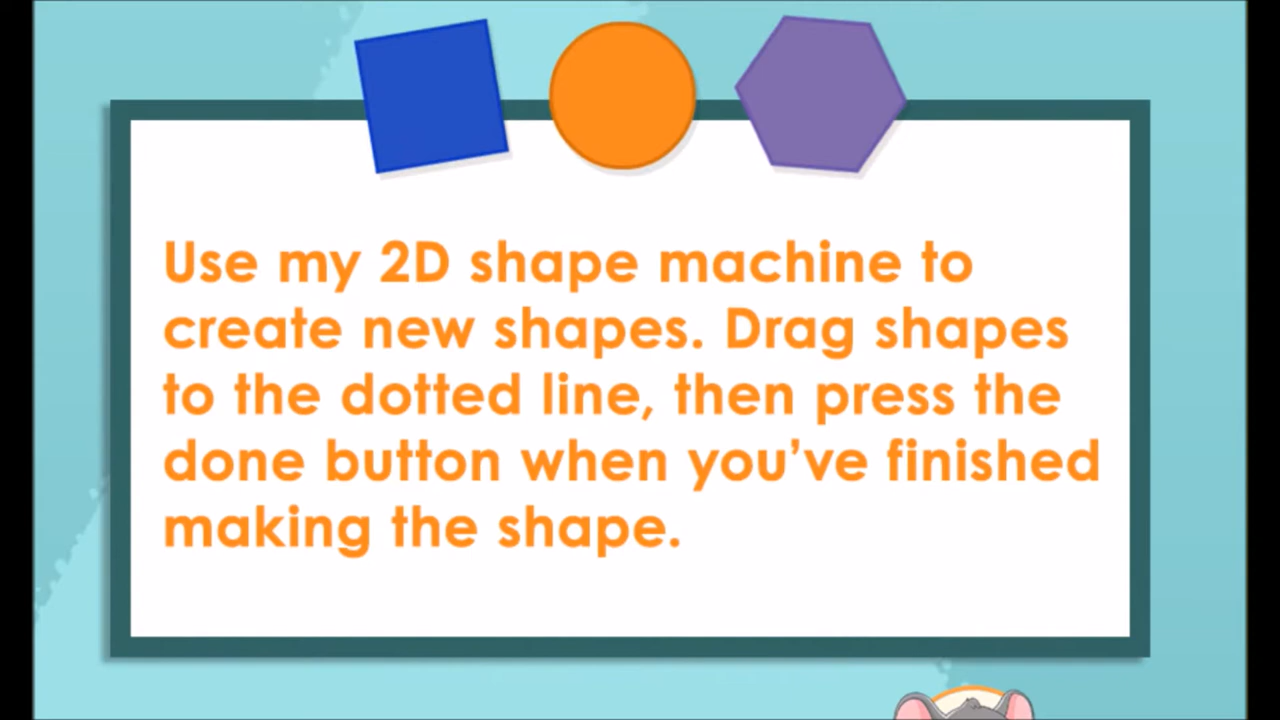 Use my 2D shape machine to
create new shapes. Drag shapes
to the dotted line, then press the
done button when you’ve finished
making the shape.